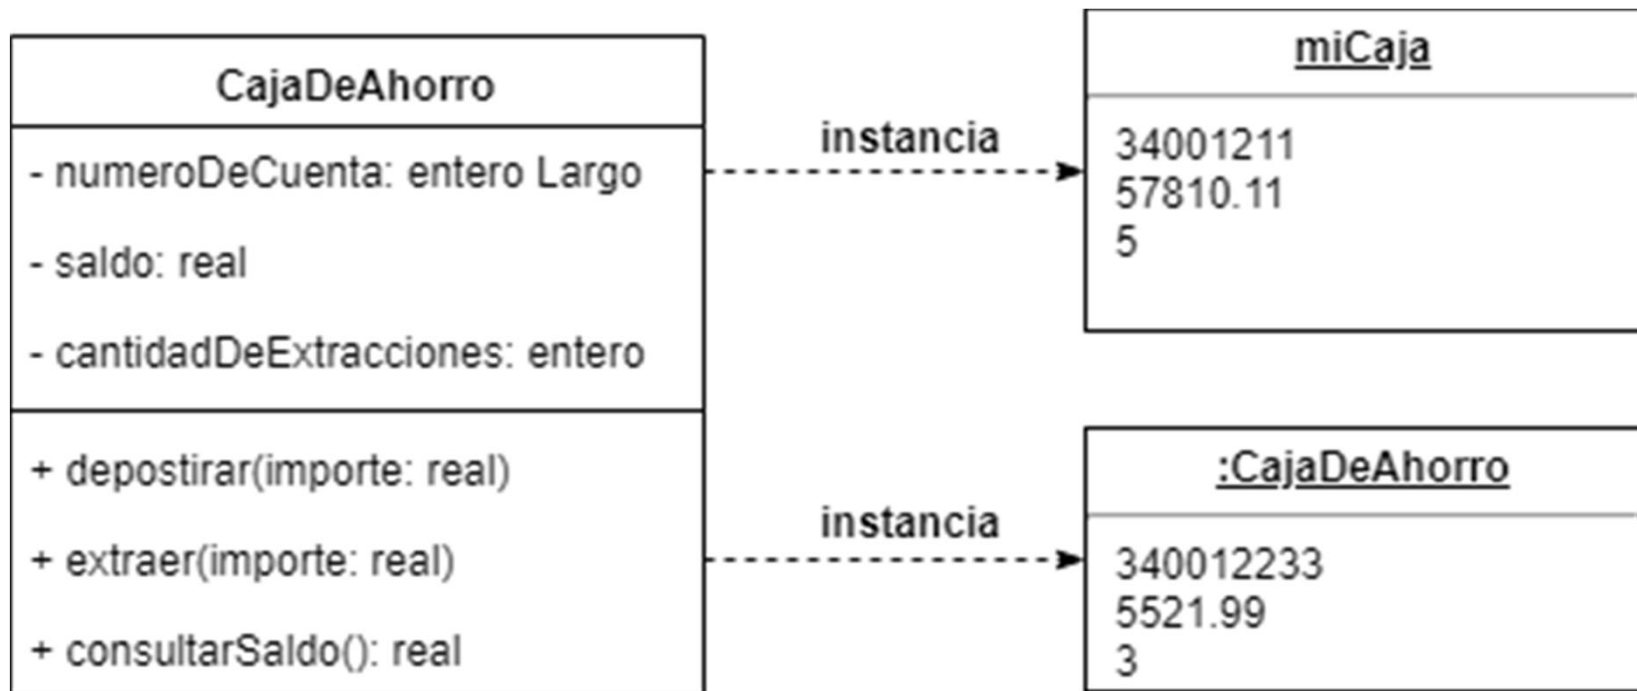 CajaDeAhorro
- numeroDeCuenta: entero Largo
- saldo: real
- cantidadDeExtracciones: entero
+ depostirar(importe: real)
+ extraer(importe: real)
+ consultarSaldo(): real
instancia
miCaja
34001211
57810.11
5
instancia
:CajaDeAhorro
340012233
5521.99
3